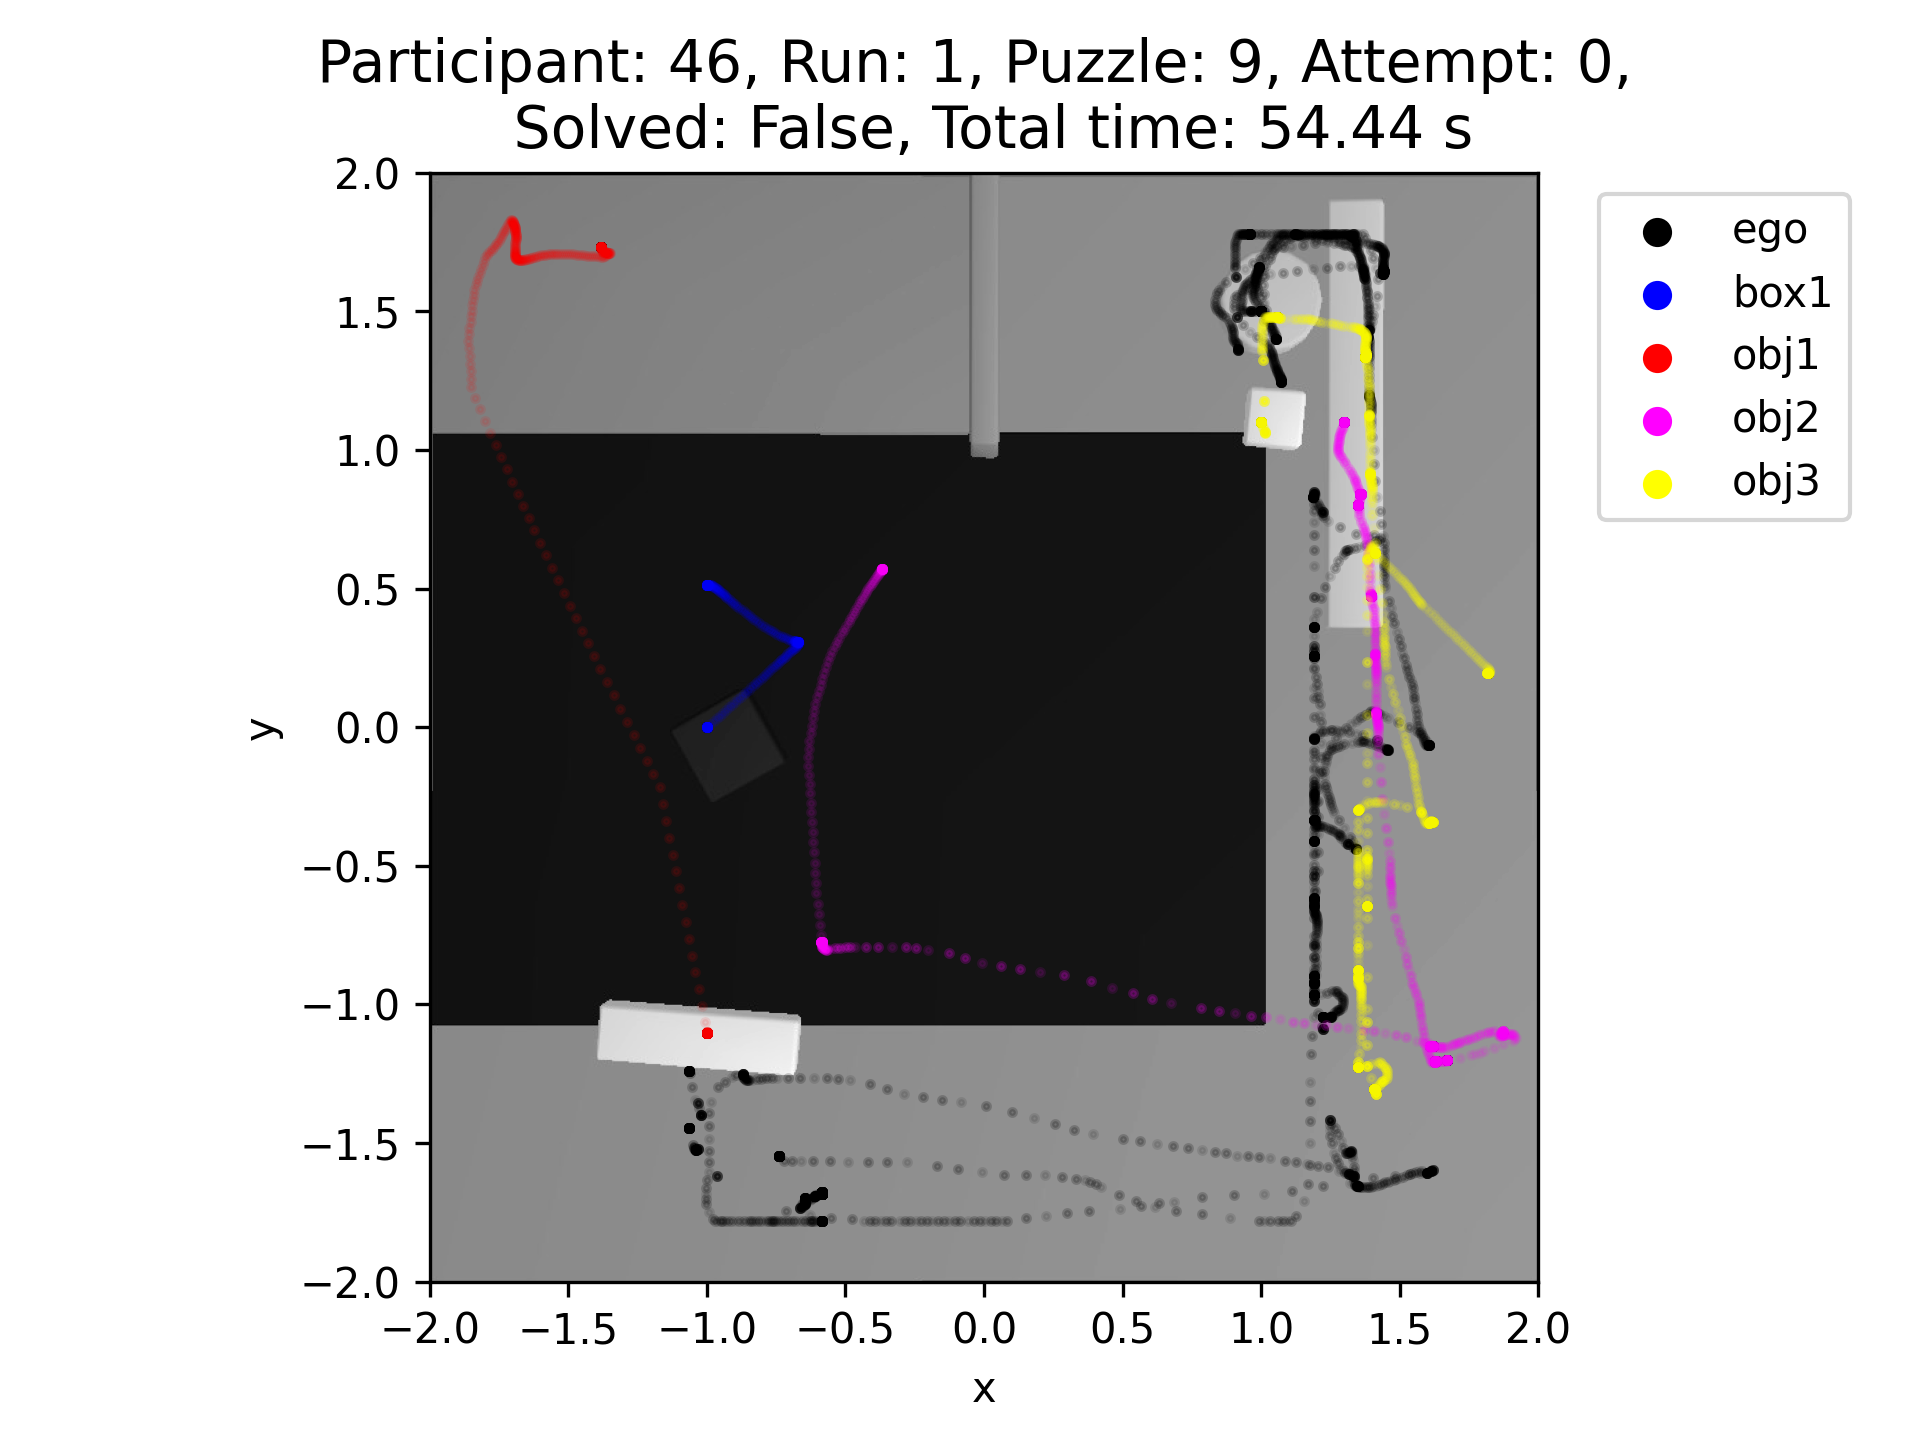 Participant: 46, Run: 1, Puzzle: 9, Attempt: 0,
Solved: False, Total time: 54.44 s
2.0
1.5
1.0
0.5
0.0
−0.5
−1.0
−1.5
−2.0
y
−2.0 −1.5 −1.0 −0.5 0.0 0.5 1.0 1.5 2.0
x
ego
box1
obj1
obj2
obj3